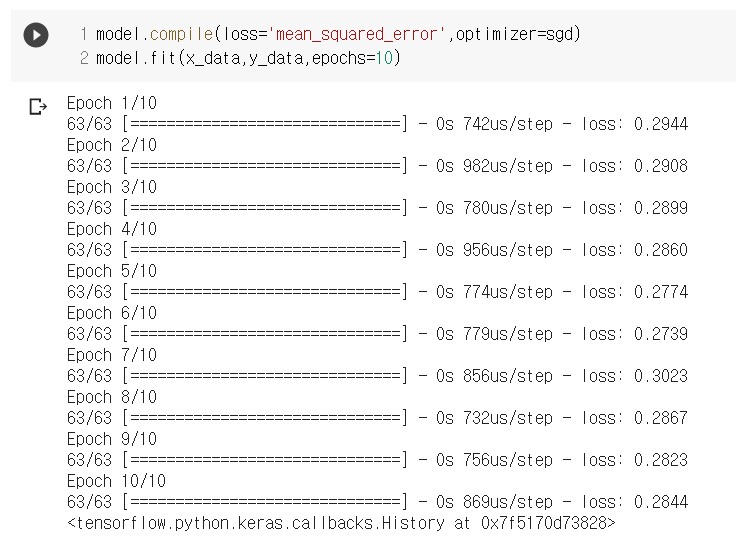 1 model.compile(loss='mean_squared_error',optimizer=sgd)
2 model.fit(x_data,y_data,epochs=10)
Epoch 1/10
63/63 [==============================] - 0s 742us/step - loss: 0.2944
Epoch 2/10
63/63 [==============================] - 0s 982us/step - loss: 0.2908
Epoch 3/10
63/63 [==============================] - 0s 780us/step - loss: 0.2899
Epoch 4/10
63/63 [==============================] - 0s 956us/step - loss: 0.2860
Epoch 5/10
63/63 [==============================] - 0s 774us/step - loss: 0.2774
Epoch 6/10
63/63 [==============================] - 0s 779us/step - loss: 0.2739
Epoch 7/10
63/63 [==============================] - 0s 856us/step - loss: 0.3023
Epoch 8/10
63/63 [==============================] - 0s 732us/step - loss: 0.2867
Epoch 9/10
63/63 [==============================] - 0s 756us/step - loss: 0.2823
Epoch 10/10
63/63 [==============================] - 0s 869us/step - loss: 0.2844
<tensorflow.python.keras.callbacks.History at 0x7f5170d73828>